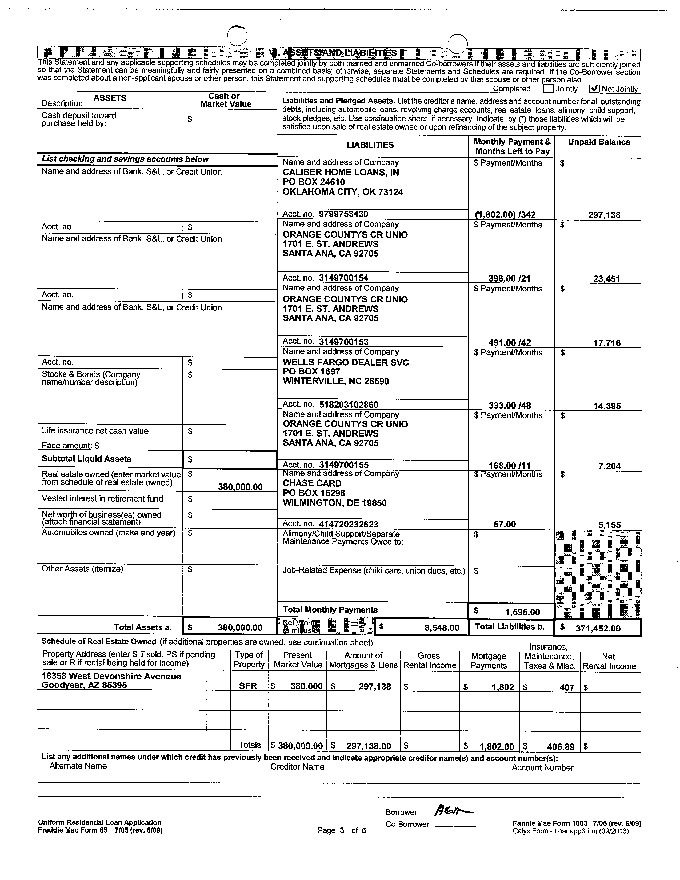 VI. ASSETS AND LIABILITIES
This Statement and any applicable supporting schedules may be completed jointly by both married and unmarried Co-borrowers if their assets and liabilities are sufficiently joined
so that the Statement can be meaningfully and fairly presented on a combined basis; otherwise, separate Statements and Schedules are required. If the Co-Borrower section
was completed about a non-applicant spouse or other person, this Statement and supporting schedules must be completed by that spouse or other person also.
Completed Jointly Not Jointly
ASSETS
Description
Cash or Market Value
Cash deposit toward purchase held by: $
Liabilities and Pledged Assets. List the creditor's name, address and account number for all outstanding
debts, including automobile loans, revolving charge accounts, real estate loans, alimony, child support,
stock pledges, etc. Use continuation sheet, if necessary. Indicate by (*) those liabilities which will be
satisfied upon sale of real estate owned or upon refinancing of the subject property.
LIABILITIES
Monthly Payment & Months Left to Pay
Unpaid Balance
List checking and savings accounts below
Name and address of Bank, S&L, or Credit Union
Name and address of Company
CALIBER HOME LOANS, IN
PO BOX 24610
OKLAHOMA CITY, OK 73124
$ Payment/Months $
Acct. no. 9799753430 (1,802.00) /342 297,138
Acct. no. $
Name and address of Bank, S&L, or Credit Union
Name and address of Company
ORANGE COUNTYS CR UNIO
1701 E. ST. ANDREWS
SANTA ANA, CA 92705
$ Payment/Months $
Acct. no. 3149700154 398.00 /21 23,451
Acct. no. $
Name and address of Bank, S&L, or Credit Union
Name and address of Company
ORANGE COUNTYS CR UNIO
1701 E. ST. ANDREWS
SANTA ANA, CA 92705
$ Payment/Months $
Acct. no. 3149700153 491.00 /42 17,716
Acct. no. $
Stocks & Bonds (Company name/number description) $
Name and address of Company
WELLS FARGO DEALER SVC
PO BOX 1697
WINTERVILLE, NC 28590
$ Payment/Months $
Acct. no. 518203102860 333.00 /48 14,385
Life insurance net cash value $
Face amount: $
Name and address of Company
ORANGE COUNTYS CR UNIO
1701 E. ST. ANDREWS
SANTA ANA, CA 92705
$ Payment/Months $
Subtotal Liquid Assets $
Acct. no. 3149700155 168.00 /11 7,204
Real estate owned (enter market value from schedule of real estate owned) $ 380,000.00
Vested interest in retirement fund $
Net worth of business(es) owned (attach financial statement) $
Name and address of Company
CHASE CARD
PO BOX 15298
WILMINGTON, DE 19850
$ Payment/Months $
Acct. no. 414720232623 67.00 5,155
Automobiles owned (make and year) $
Alimony/Child Support/Separate Maintenance Payments Owed to: $
Other Assets (itemize) $
Job-Related Expense (child care, union dues, etc.) $
Total Monthly Payments $ 1,696.00
Total Assets a. $ 380,000.00 $ 8,548.00 Total Liabilities b. $ 371,452.00
Schedule of Real Estate Owned (if additional properties are owned, use continuation sheet)
Property Address (enter S if sold, PS if pending sale or R if rental being held for income)
Type of Property
Present Market Value
Amount of Mortgages & Liens
Gross Rental Income
Mortgage Payments
Insurance, Maintenance, Taxes & Misc.
Net Rental Income
18358 West Devonshire Avenue
Goodyear, AZ 85395 SFR $ 380,000 $ 297,138 $ $ 1,802 $ 407 $
Totals $ 380,000.00 $ 297,138.00 $ $ 1,802.00 $ 406.89 $
List any additional names under which credit has previously been received and indicate appropriate creditor name(s) and account number(s):
Alternate Name Creditor Name Account Number
Borrower
Co-Borrower
Uniform Residential Loan Application
Freddie Mac Form 65 7/05 (rev. 6/09)
Page 3 of 5
Fannie Mae Form 1003 7/05 (rev. 6/09)